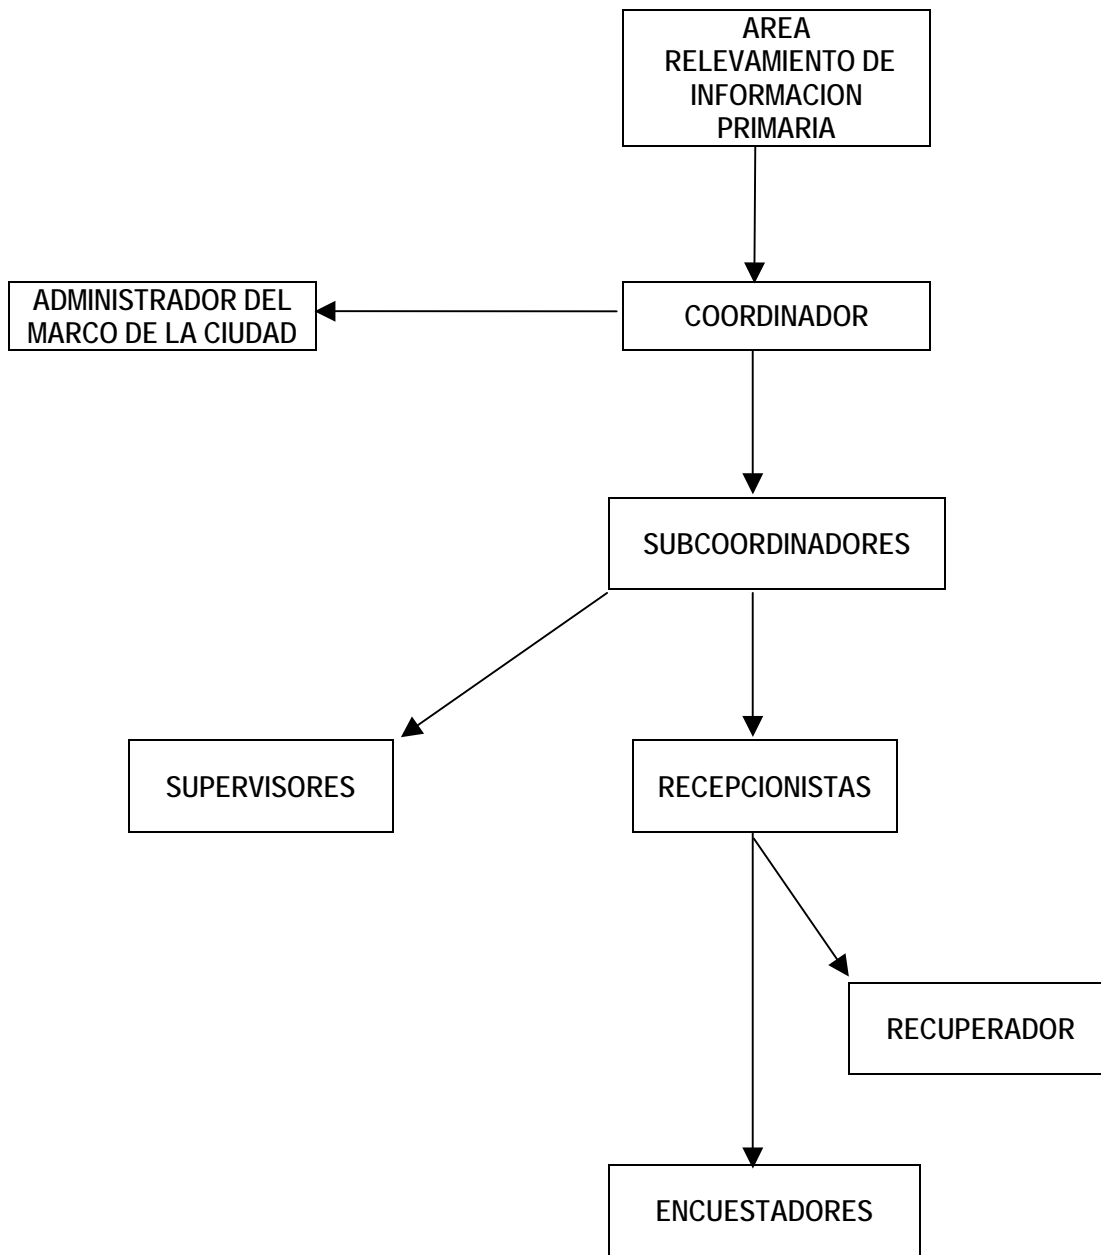 AREA
RELEVAMIENTO DE
INFORMACION
PRIMARIA
ADMINISTRADOR DEL
MARCO DE LA CIUDAD
COORDINADOR
SUBCOORDINADORES
SUPERVISORES
RECEPCIONISTAS
RECUPERADOR
ENCUESTADORES